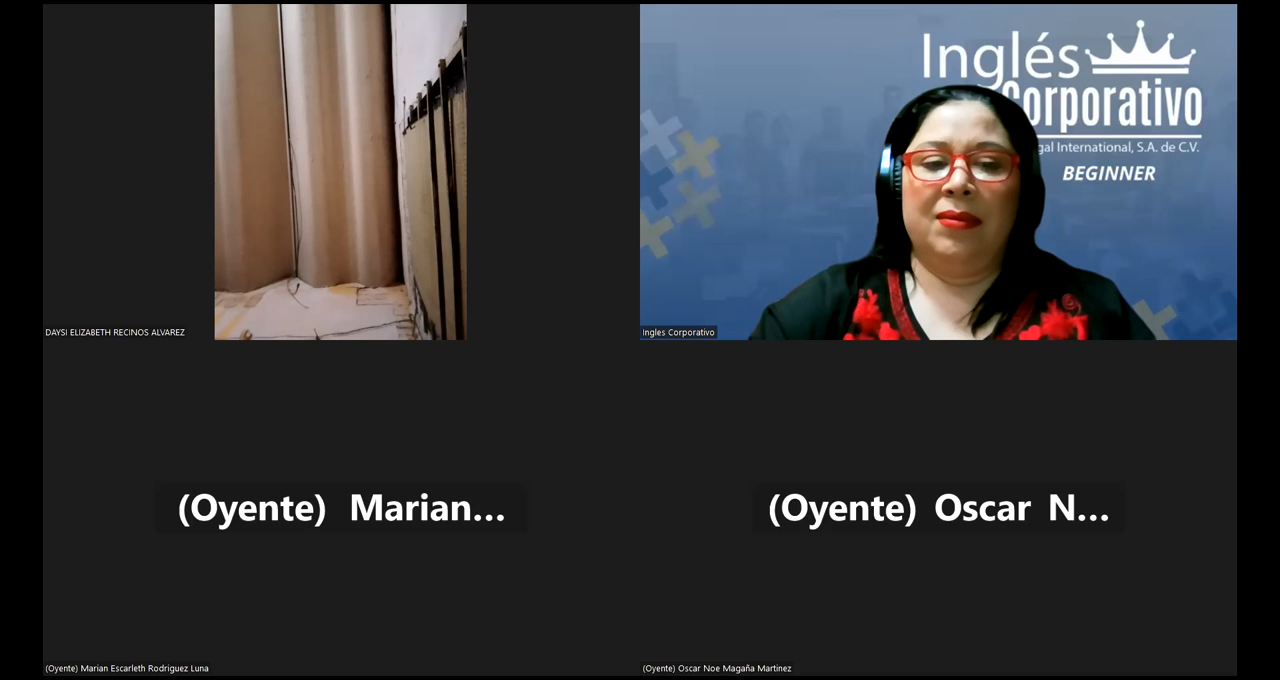 Inglés
Corporativo
gal International, S.A. de C.V.
BEGINNER
DAYSI ELIZABETH RECINOS ALVAREZ
Ingles Corporativo
(Oyente) Marian...
(Oyente) Oscar N...
(Oyente) Marian Escarleth Rodriguez Luna
(Oyente) Oscar Noe Magaña Martinez